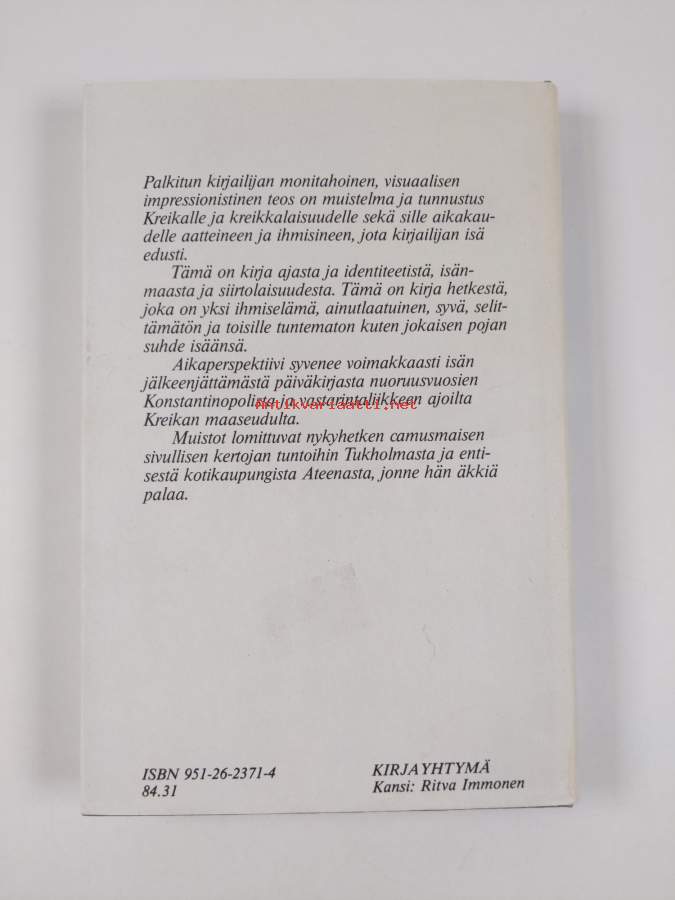 Palkitun kirjailijan monitahoinen, visuaalisen
impressionistinen teos on muistelma ja tunnustus
Kreikalle ja kreikkalaisuudelle sekä sille aikakau-
delle aatteineen ja ihmisineen, jota kirjailijan isä
edusti.
Tämä on kirja ajasta ja identiteetistä, isän-
maasta ja siirtolaisuudesta. Tämä on kirja hetkestä,
joka on yksi ihmiselämä, ainutlaatuinen, syvä, selit-
tämätön ja toisille tuntematon kuten jokaisen pojan
suhde isäänsä.
Aikaperspektiivi syvenee voimakkaasti isän
jälkeenjättämästä päiväkirjasta nuoruusvuosien
Konstantinopolista ja vastarintaliikkeen ajoilta
Antikvariaatti.net
Kreikan maaseudulta.
Muistot lomittuvat nykyhetken camusmaisen
sivullisen kertojan tuntoihin Tukholmasta ja enti-
sestä kotikaupungista Ateenasta, jonne hän äkkiä
palaa.
ISBN 951-26-2371-4
84.31
KIRJAYHTYMÄ
Kansi: Ritva Immonen